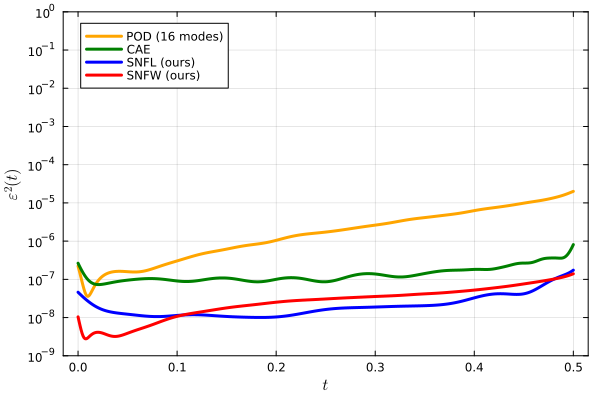 10⁰
10⁻¹
10⁻²
10⁻³
10⁻⁴
10⁻⁵
10⁻⁶
10⁻⁷
10⁻⁸
10⁻⁹
ε²(t)
POD (16 modes)
CAE
SNFL (ours)
SNFW (ours)
0.0 0.1 0.2 0.3 0.4 0.5
t